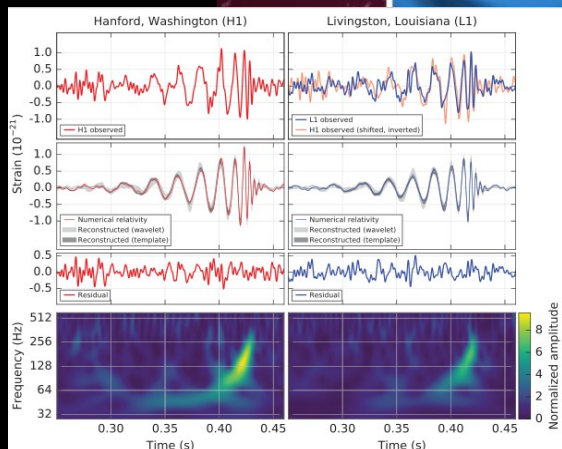 Hanford, Washington (H1)
Livingston, Louisiana (L1)
Strain (10⁻²¹)
1.0
0.5
0.0
-0.5
-1.0
H1 observed
L1 observed
H1 observed (shifted, inverted)
1.0
0.5
0.0
-0.5
-1.0
Numerical relativity
Reconstructed (wavelet)
Reconstructed (template)
Numerical relativity
Reconstructed (wavelet)
Reconstructed (template)
0.5
0.0
-0.5
Residual
Residual
Frequency (Hz)
512
256
128
64
32
Normalized amplitude
8
6
4
2
0
0.30
0.35
0.40
0.45
0.30
0.35
0.40
0.45
Time (s)
Time (s)